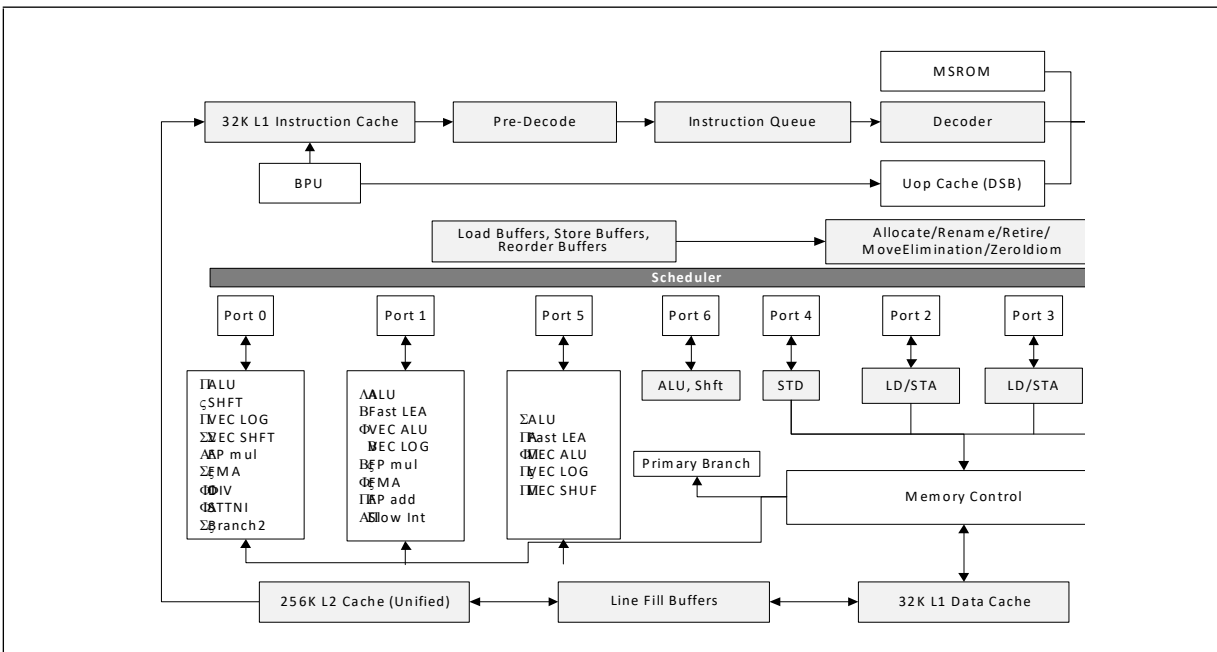 MSROM
32K L1 Instruction Cache
Pre-Decode
Instruction Queue
Decoder
BPU
Uop Cache (DSB)
Load Buffers, Store Buffers,
Reorder Buffers
Allocate/Rename/Retire/
MoveElimination/ZeroIdiom
Scheduler
Port 0
Port 1
Port 5
Port 6
Port 4
Port 2
Port 3
ALU
SHFT
VEC LOG
VEC SHFT
FP mul
FMA
DIV
STTNI
Branch2
ALU
Fast LEA
VEC ALU
VEC LOG
FP mul
FMA
FP add
Slow Int
ALU
Fast LEA
VEC ALU
VEC LOG
VEC SHUF
ALU, Shft
STD
LD/STA
LD/STA
Primary Branch
Memory Control
256K L2 Cache (Unified)
Line Fill Buffers
32K L1 Data Cache